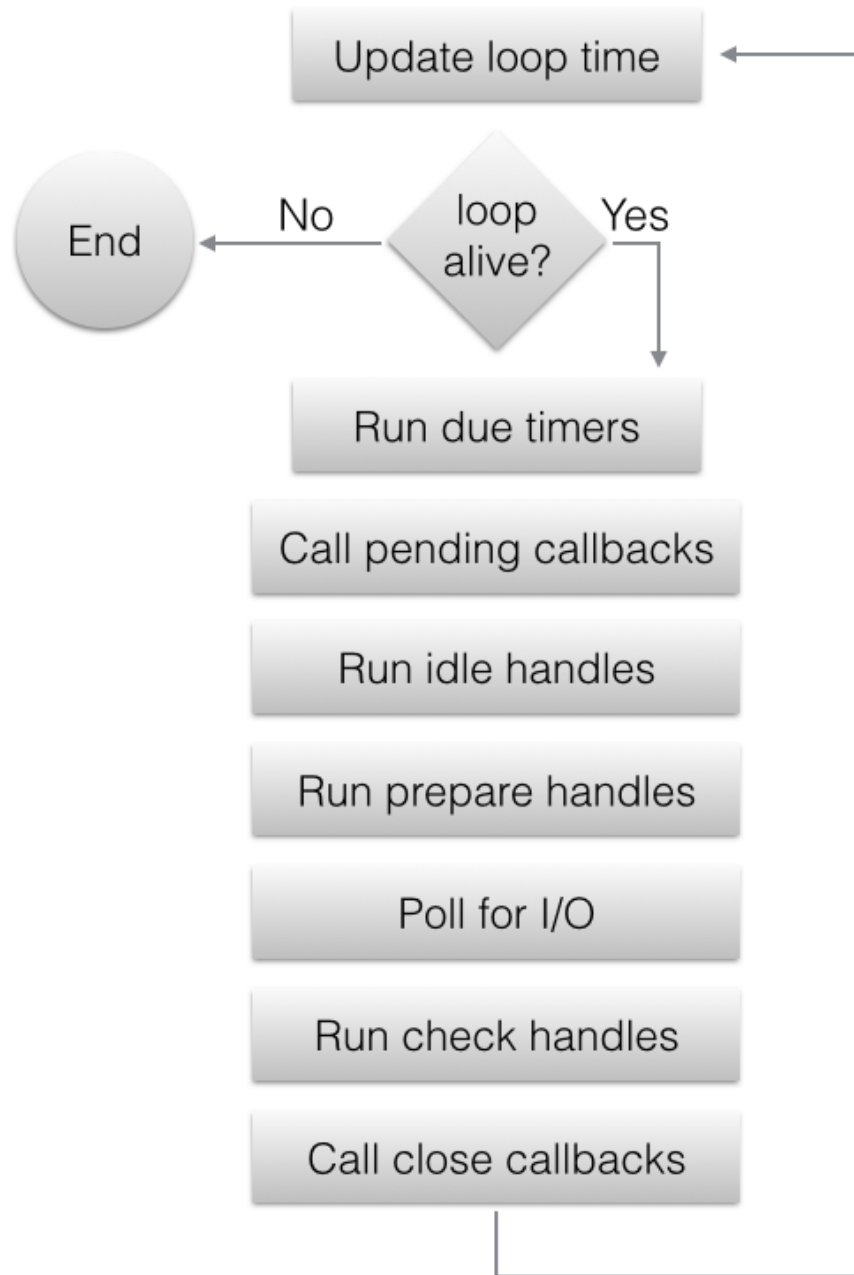 Update loop time
No
loop
Yes
End
alive?
Run due timers
Call pending callbacks
Run idle handles
Run prepare handles
Poll for I/O
Run check handles
Call close callbacks